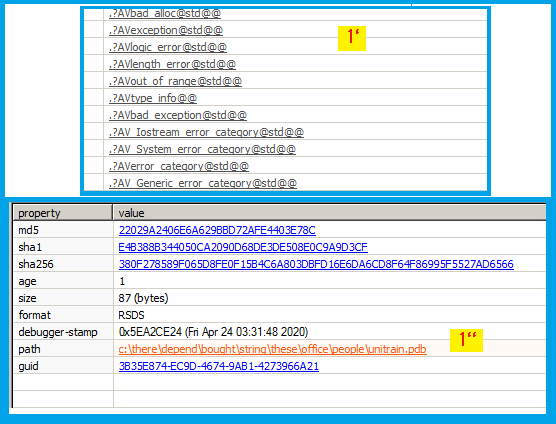 .?AVbad_alloc@std@@
.?AVexception@std@@
1‘
.?AVlogic_error@std@@
.?AVlength_error@std@@
.?AVout_of_range@std@@
.?AVtype_info@@
.?AVbad_exception@std@@
.?AV_Iostream_error_category@std@@
.?AV_System_error_category@std@@
.?AVerror_category@std@@
.?AV_Generic_error_category@std@@
property value
md5 22029A2406E6A629BBD72AFE4403E78C
sha1 E4B388B344050CA2090D68DE3DE508E0C9A9D3CF
sha256 380F278589F065D8FE0F15B4C6A803DBFD16E6DA6CD8F64F86995F5527AD6566
age 1
size 87 (bytes)
format RSDS
debugger-stamp 0x5EA2CE24 (Fri Apr 24 03:31:48 2020)
path c:\there\depend\bought\string\these\office\people\unitrain.pdb 1“
guid 3B35E874-EC9D-4674-9AB1-4273966A21